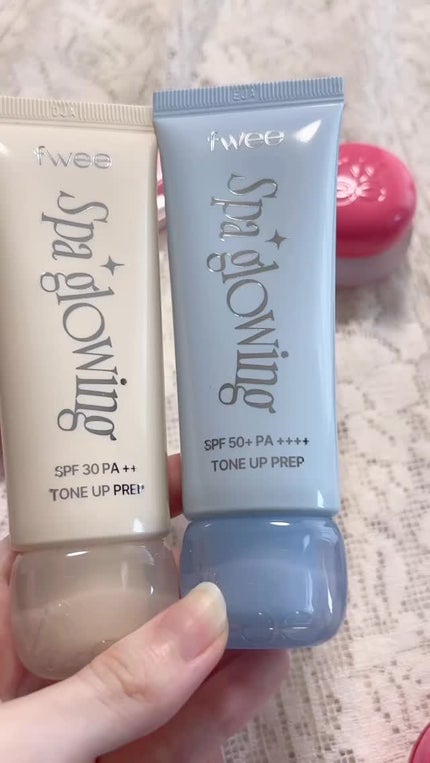 fwee
Spa glowing
SPF 30 PA ++
TONE UP PREP
fwee
Spa glowing
SPF 50+ PA ++++
TONE UP PREP